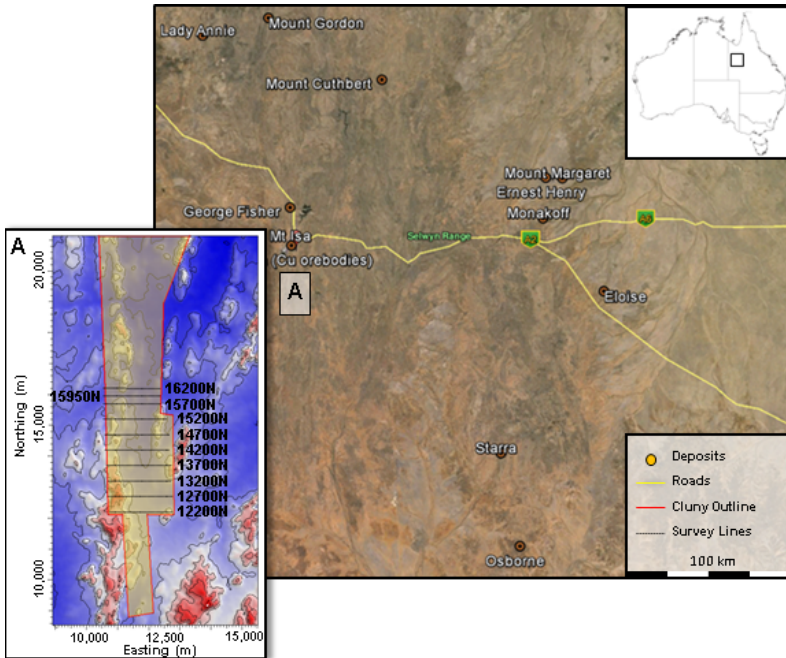 Mount Gordon
Lady Annie
Mount Cuthbert
Mount Margaret
Ernest Henry
Monakoff
George Fisher
Mt Isa
(Cu orebodies)
Selwyn Range
A
Eloise
Starra
Osborne
Deposits
Roads
Cluny Outline
Survey Lines
100 km
A
20,000
15,000
10,000
Northing (m)
16200N
15950N
15700N
15200N
14700N
14200N
13700N
13200N
12700N
12200N
10,000 12,500 15,000
Easting (m)